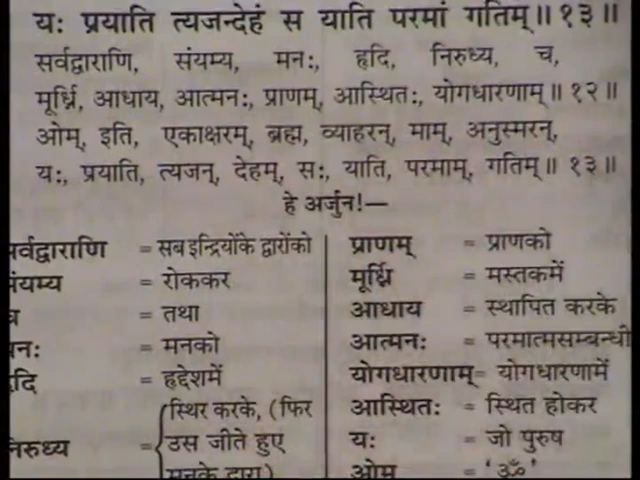 यः प्रयाति त्यजन्देहं स याति परमां गतिम्॥ १३॥
सर्वद्वाराणि, संयम्य, मनः, हृदि, निरुध्य, च,
मूर्ध्नि, आधाय, आत्मनः, प्राणम्, आस्थितः, योगधारणाम्॥ १२॥
ओम्, इति, एकाक्षरम्, ब्रह्म, व्याहरन्, माम्, अनुस्मरन्,
यः, प्रयाति, त्यजन्, देहम्, सः, याति, परमाम्, गतिम्॥ १३॥
हे अर्जुन!—
सर्वद्वाराणि = सब इन्द्रियोंके द्वारोंको
संयम्य = रोककर
च = तथा
मनः = मनको
हृदि = हृद्देशमें
निरुध्य = स्थिर करके, (फिर
उस जीते हुए
मनके द्वारा)
प्राणम् = प्राणको
मूर्ध्नि = मस्तकमें
आधाय = स्थापित करके
आत्मनः = परमात्मसम्बन्धी
योगधारणाम् = योगधारणामें
आस्थितः = स्थित होकर
यः = जो पुरुष
ओम् = 'ॐ'